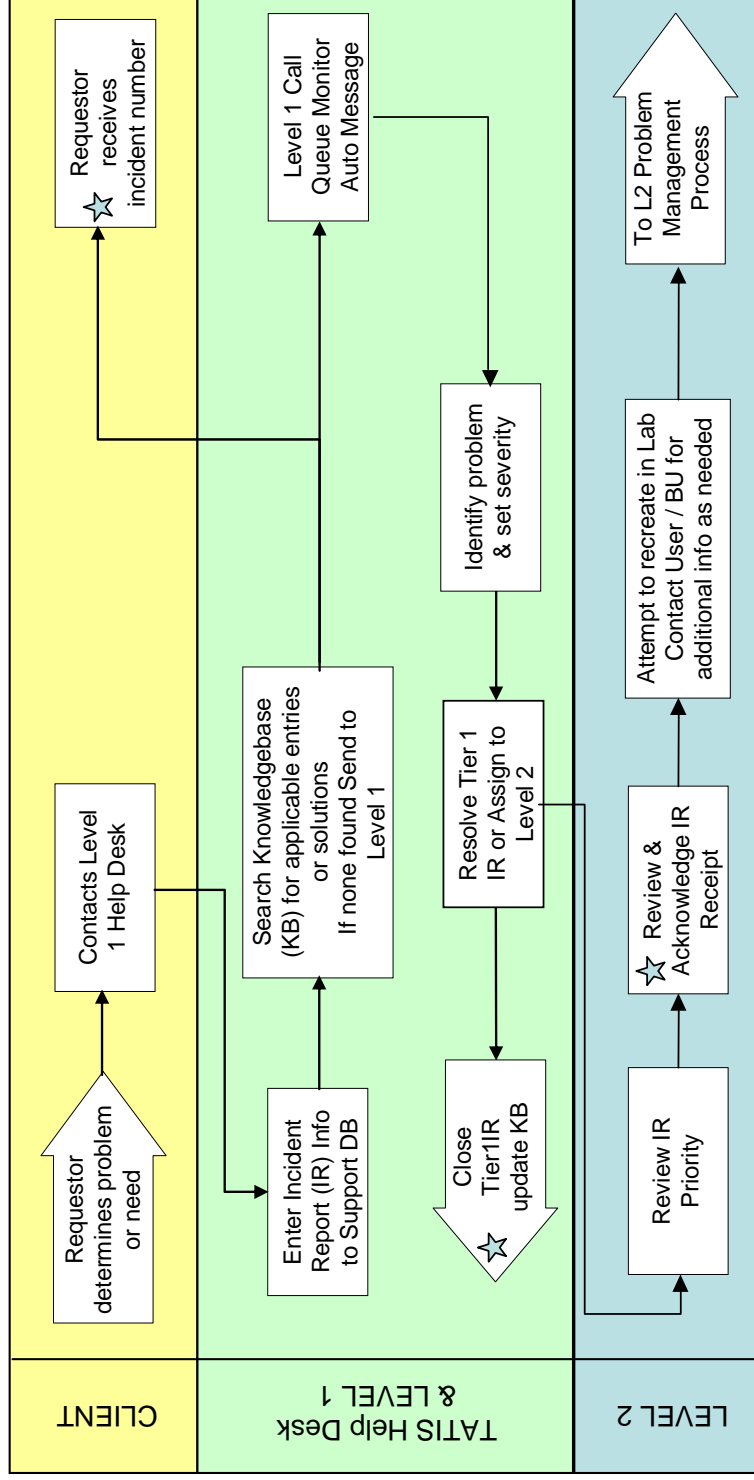 CLIENT
Requestor
determines problem
or need
Contacts Level
1 Help Desk
Requestor
receives
incident number
TATIS Help Desk
& LEVEL 1
Enter Incident
Report (IR) Info
to Support DB
Search Knowledgebase
(KB) for applicable entries
or solutions
If none found Send to
Level 1
Level 1 Call
Queue Monitor
Auto Message
Close
Tier1IR
update KB
Resolve Tier 1
IR or Assign to
Level 2
Identify problem
& set severity
LEVEL 2
Review IR
Priority
Review &
Acknowledge IR
Receipt
Attempt to recreate in Lab
Contact User / BU for
additional info as needed
To L2 Problem
Management
Process